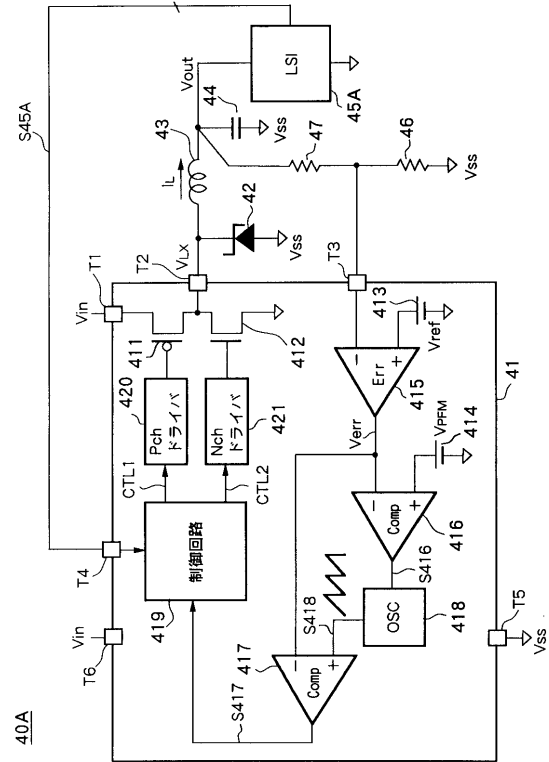 40A
S45A
LSI
45A
Vout
44
Vss
43
IL
47
46
Vss
42
Vss
VLX
T1
Vin
T2
T3
411
412
420
Pch
ドライバ
421
Nch
ドライバ
CTL1
CTL2
T4
制御回路
419
Vin
T6
413
Vref
Err
415
Verr
VPFM
414
Comp
416
S416
OSC
418
S418
417
Comp
S417
41
T5
Vss